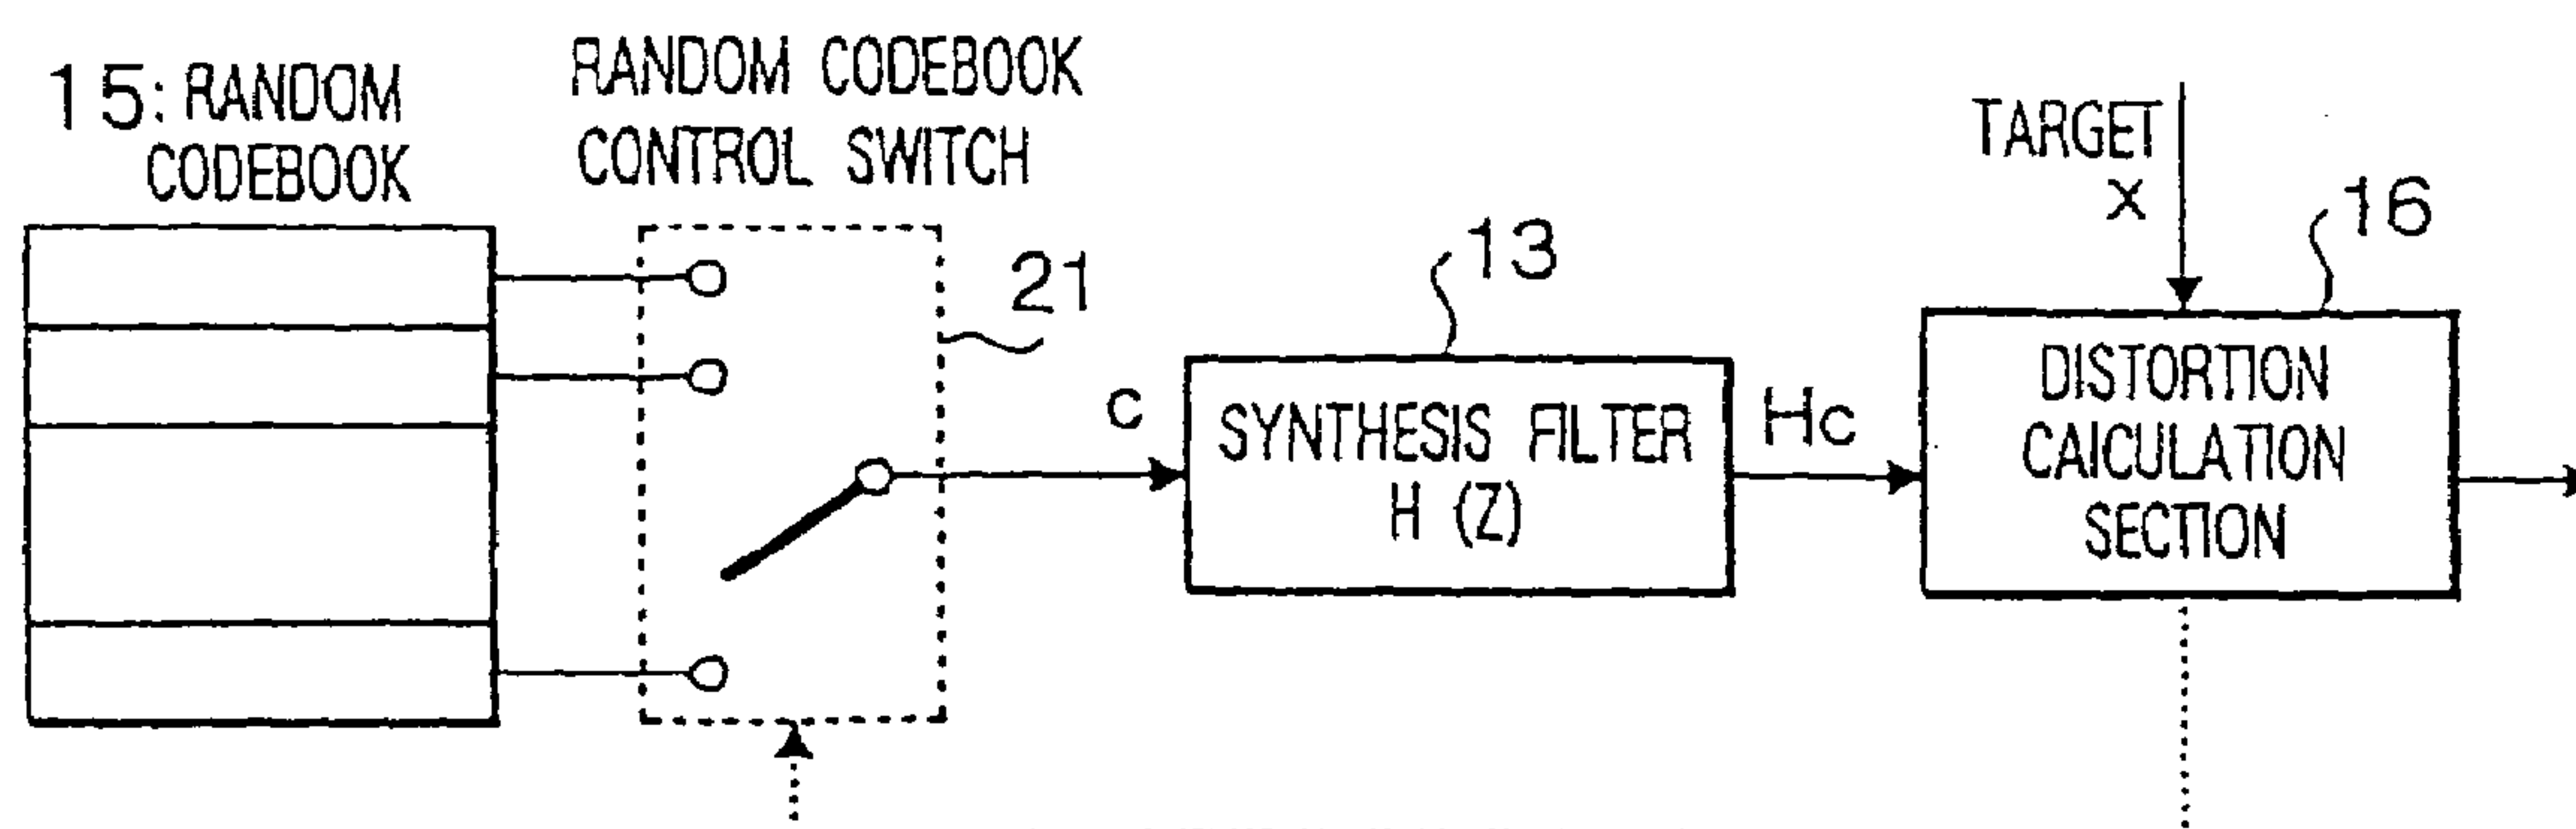 15: RANDOM
CODEBOOK
RANDOM CODEBOOK
CONTROL SWITCH
21
c
13
SYNTHESIS FILTER
H (Z)
Hc
TARGET
x
16
DISTORTION
CAICULATION
SECTION